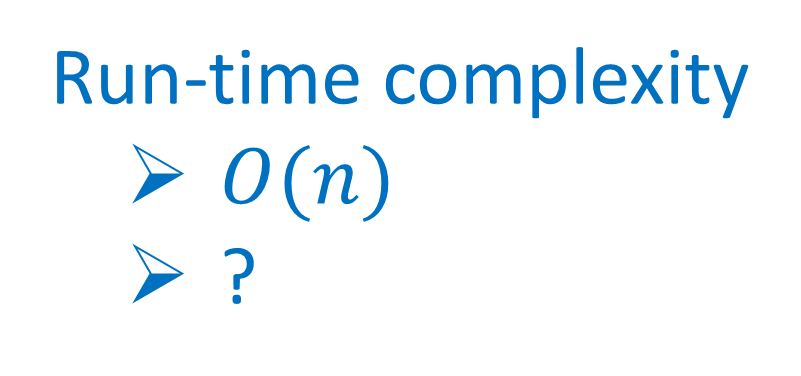 Run-time complexity
➢ 𝑂(𝑛)
➢ ?